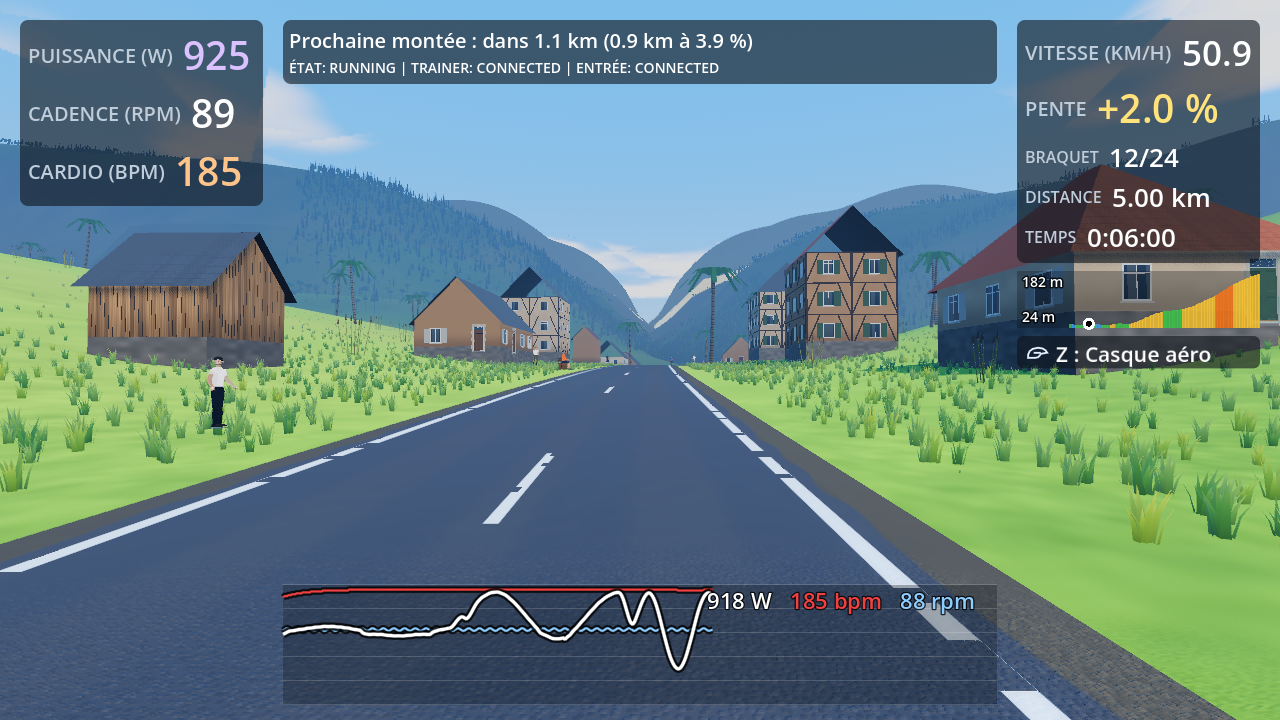 PUISSANCE (W) 925
CADENCE (RPM) 89
CARDIO (BPM) 185
Prochaine montée : dans 1.1 km (0.9 km à 3.9 %)
ÉTAT: RUNNING | TRAINER: CONNECTED | ENTRÉE: CONNECTED
VITESSE (KM/H) 50.9
PENTE +2.0 %
BRAQUET 12/24
DISTANCE 5.00 km
TEMPS 0:06:00
182 m
24 m
Z : Casque aéro
918 W 185 bpm 88 rpm